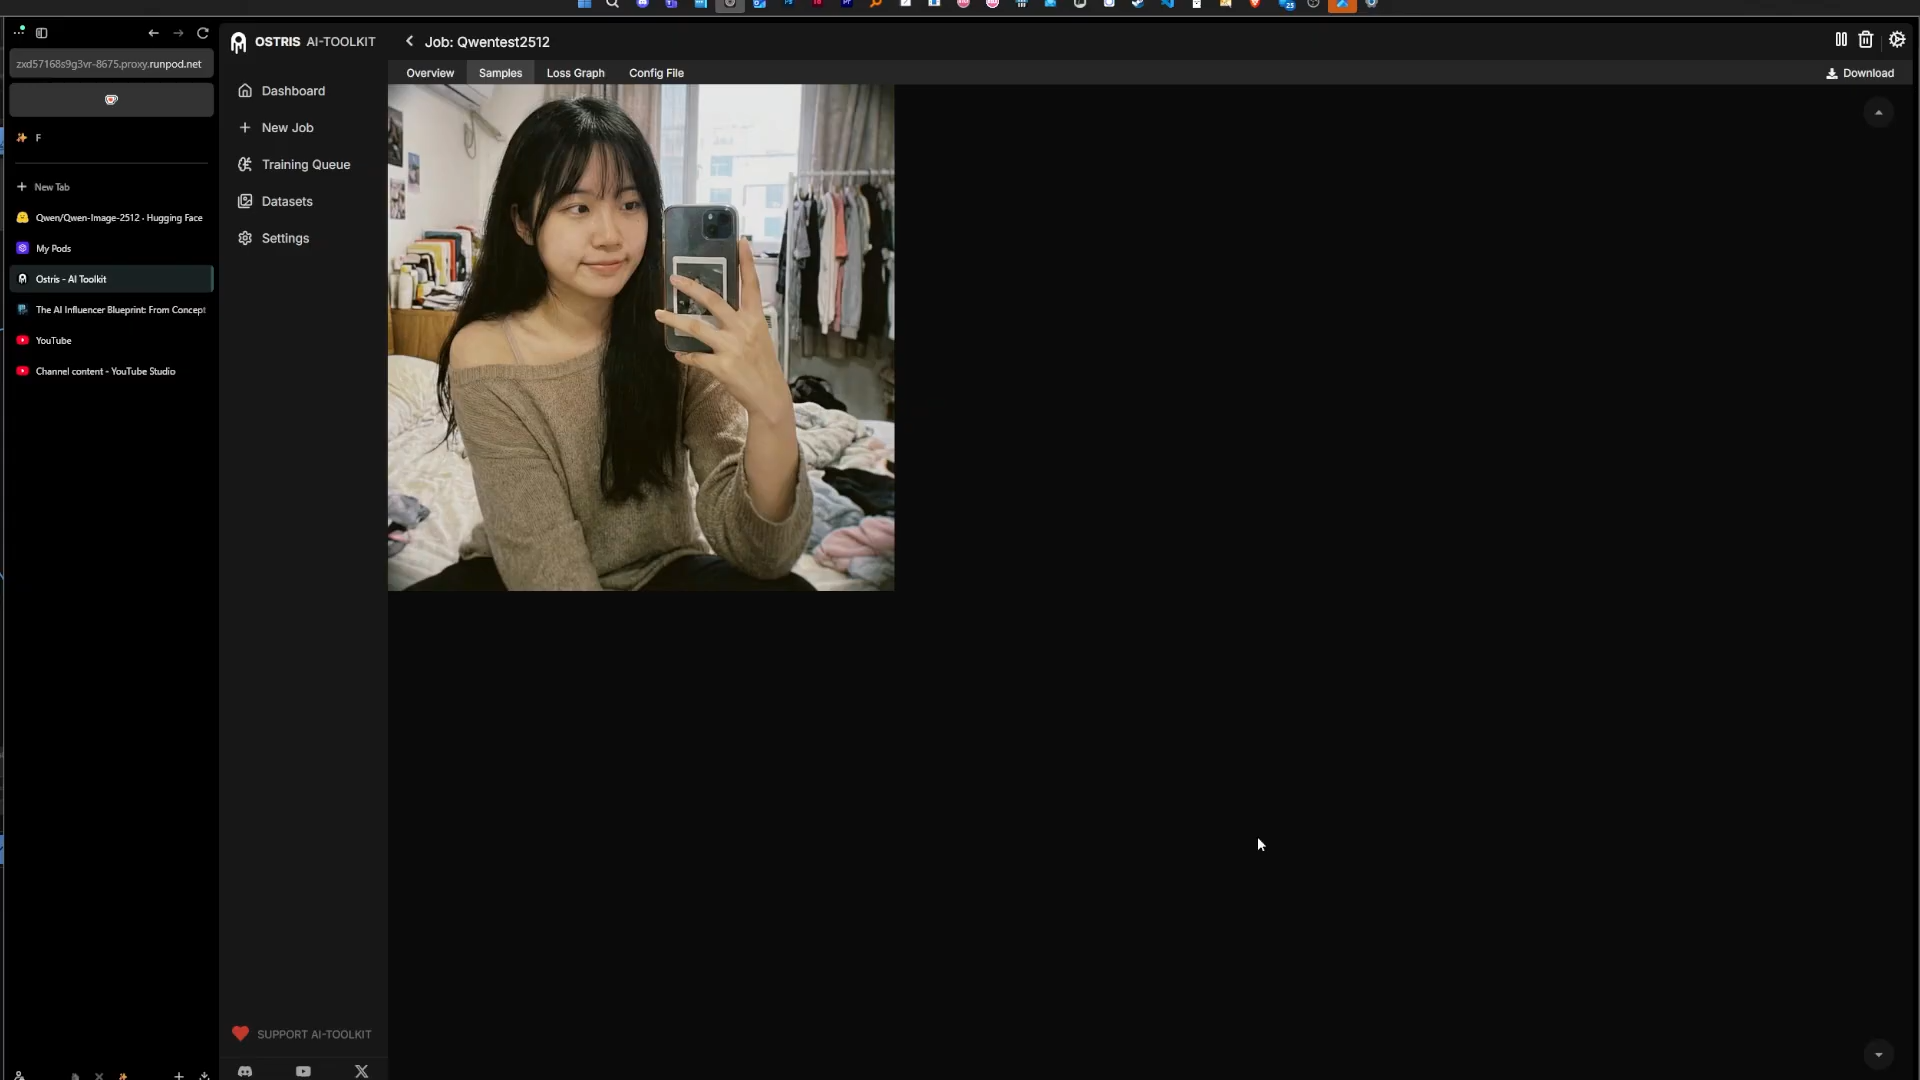 OSTRIS AI-TOOLKIT
Job: Qwentest2512
zxd57168s9g3vr-8675.proxy.runpod.net
Overview
Samples
Loss Graph
Config File
Download
Dashboard
New Job
F
Training Queue
New Tab
Datasets
Qwen/Qwen-Image-2512 · Hugging Face
Settings
My Pods
Ostris - AI Toolkit
The AI Influencer Blueprint: From Concept
YouTube
Channel content - YouTube Studio
SUPPORT AI-TOOLKIT